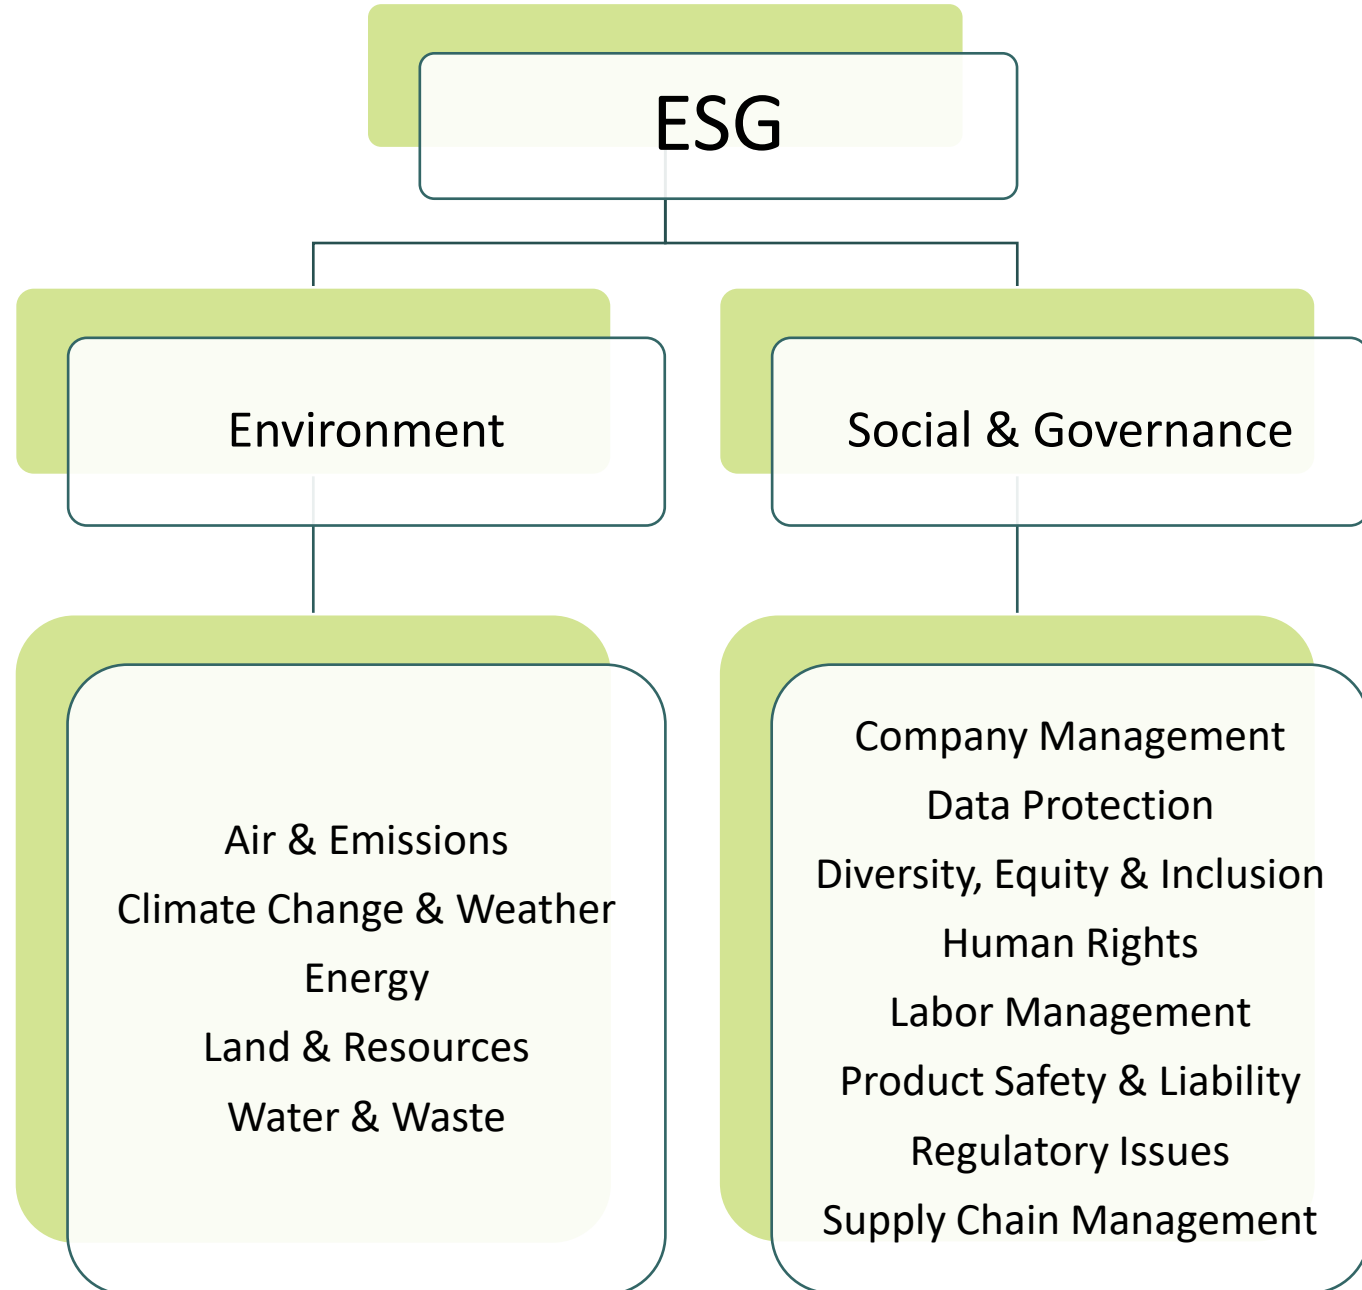 ESG
Environment
Social & Governance
Air & Emissions
Climate Change & Weather
Energy
Land & Resources
Water & Waste
Company Management
Data Protection
Diversity, Equity & Inclusion
Human Rights
Labor Management
Product Safety & Liability
Regulatory Issues
Supply Chain Management